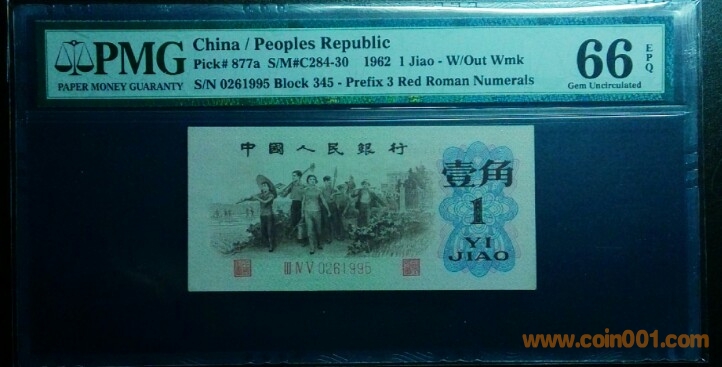 PMG
PAPER MONEY GUARANTY
China / Peoples Republic
Pick# 877a S/M#C284-30 1962 1 Jiao - W/Out Wmk
S/N 0261995 Block 345 - Prefix 3 Red Roman Numerals
66 EPQ
Gem Uncirculated
中國人民銀行
壹角
1
YI
JIAO
III IV V 0261995
www.coin001.com